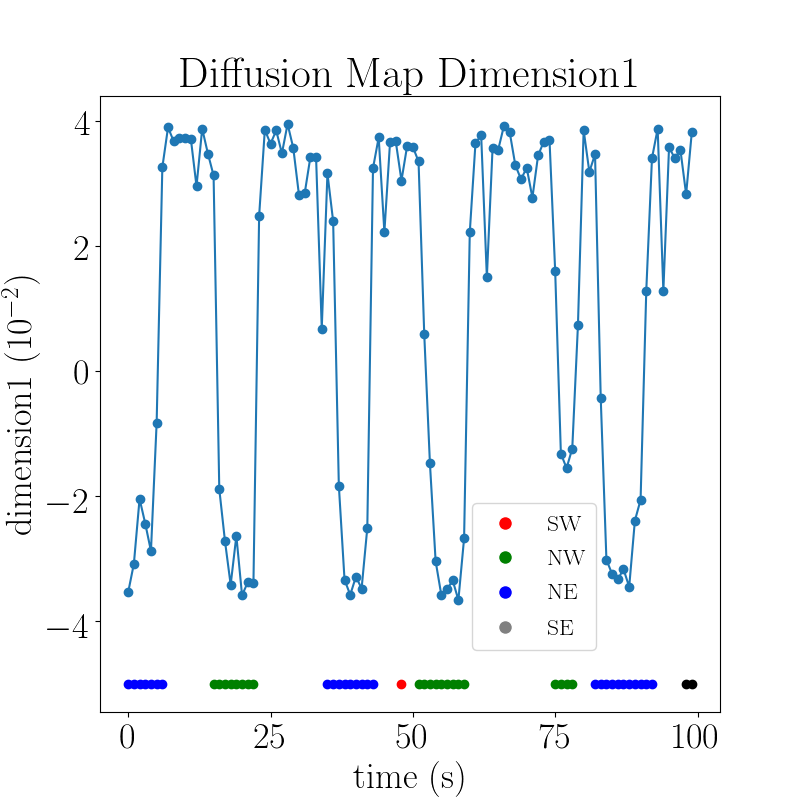 Diffusion Map Dimension1
dimension1 (10⁻²)
4
2
0
−2
−4
SW
NW
NE
SE
0 25 50 75 100
time (s)